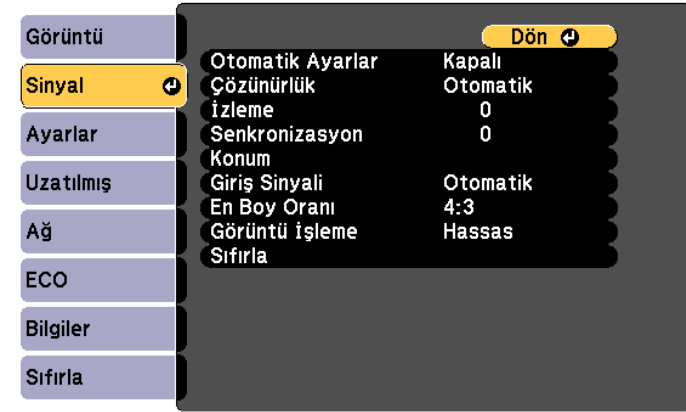 Görüntü
Sinyal
Ayarlar
Uzatılmış
Ağ
ECO
Bilgiler
Sıfırla
Dön
Otomatik Ayarlar Kapalı
Çözünürlük Otomatik
İzleme 0
Senkronizasyon 0
Konum
Giriş Sinyali Otomatik
En Boy Oranı 4:3
Görüntü İşleme Hassas
Sıfırla